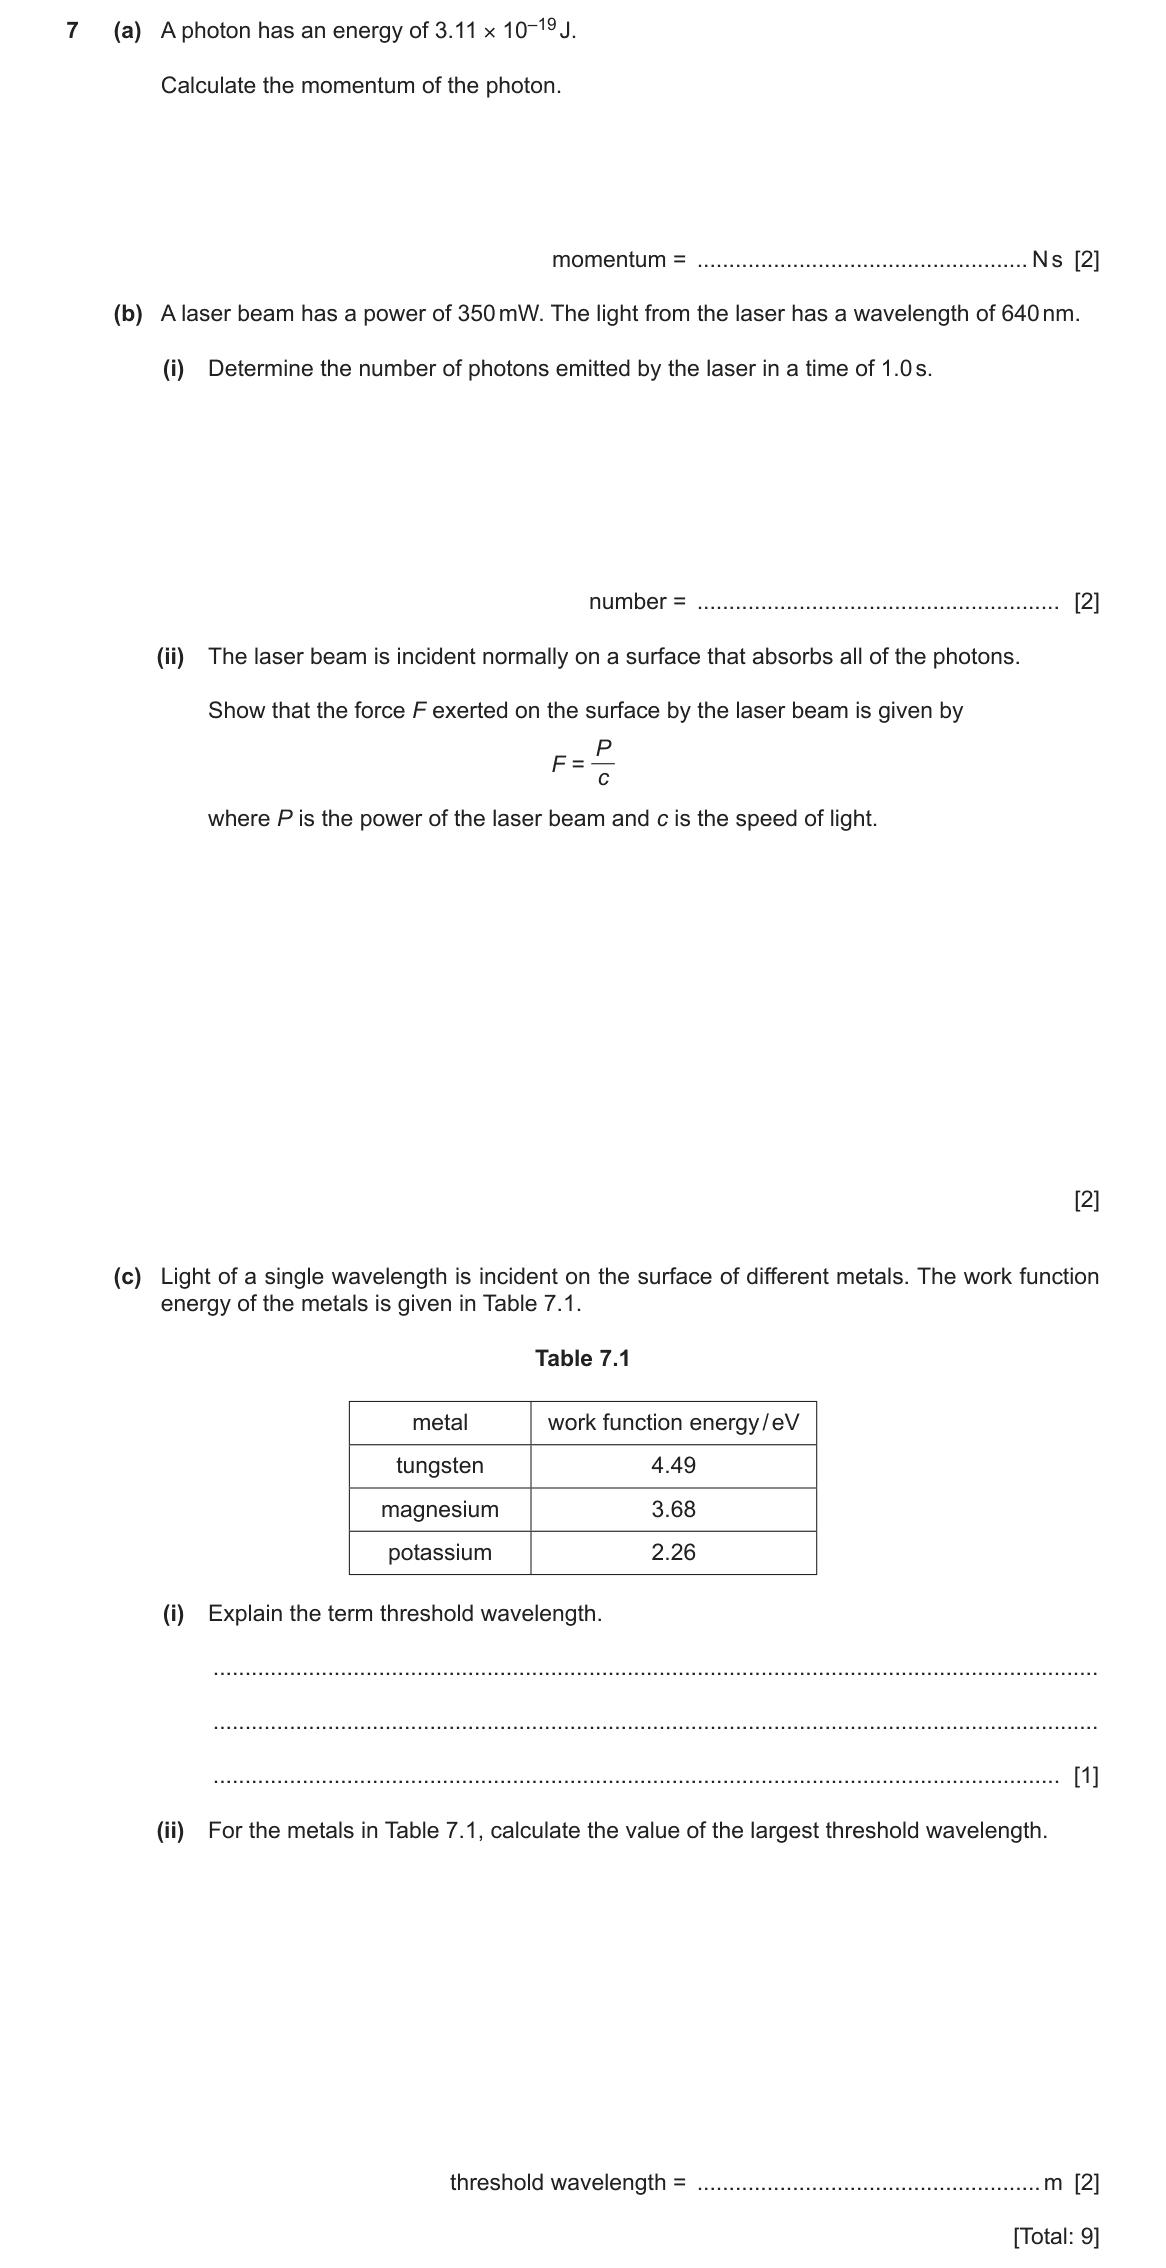 7 (a) A photon has an energy of 3.11 × 10⁻¹⁹ J.
Calculate the momentum of the photon.
momentum = .................................................... N s [2]
(b) A laser beam has a power of 350 mW. The light from the laser has a wavelength of 640 nm.
(i) Determine the number of photons emitted by the laser in a time of 1.0 s.
number = ......................................................... [2]
(ii) The laser beam is incident normally on a surface that absorbs all of the photons.
Show that the force F exerted on the surface by the laser beam is given by
F = P/c
where P is the power of the laser beam and c is the speed of light.
[2]
(c) Light of a single wavelength is incident on the surface of different metals. The work function
energy of the metals is given in Table 7.1.
Table 7.1
metal work function energy / eV
tungsten 4.49
magnesium 3.68
potassium 2.26
(i) Explain the term threshold wavelength.
...........................................................................................................................................
...........................................................................................................................................
..................................................................................................................................... [1]
(ii) For the metals in Table 7.1, calculate the value of the largest threshold wavelength.
threshold wavelength = ...................................................... m [2]
[Total: 9]